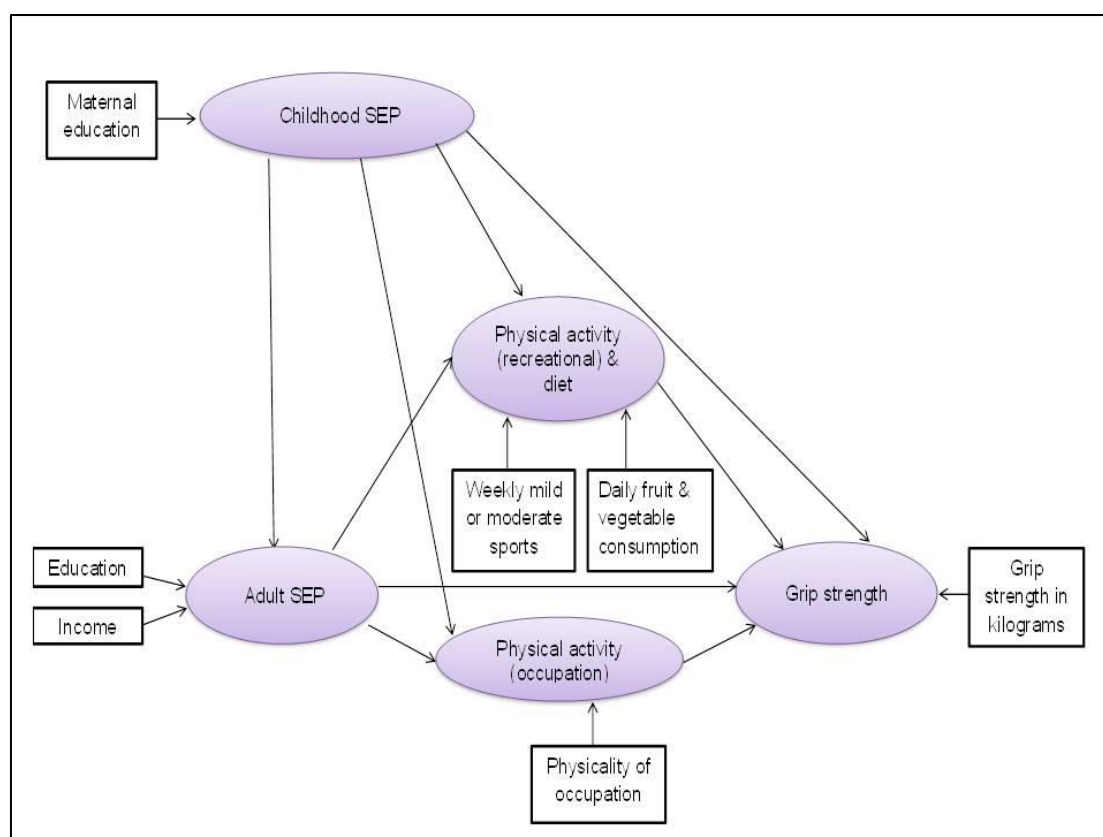 Maternal
education
Childhood SEP
Physical activity
(recreational) &
diet
Weekly mild
or moderate
sports
Daily fruit &
vegetable
consumption
Education
Income
Adult SEP
Grip strength
Grip
strength in
kilograms
Physical activity
(occupation)
Physicality of
occupation